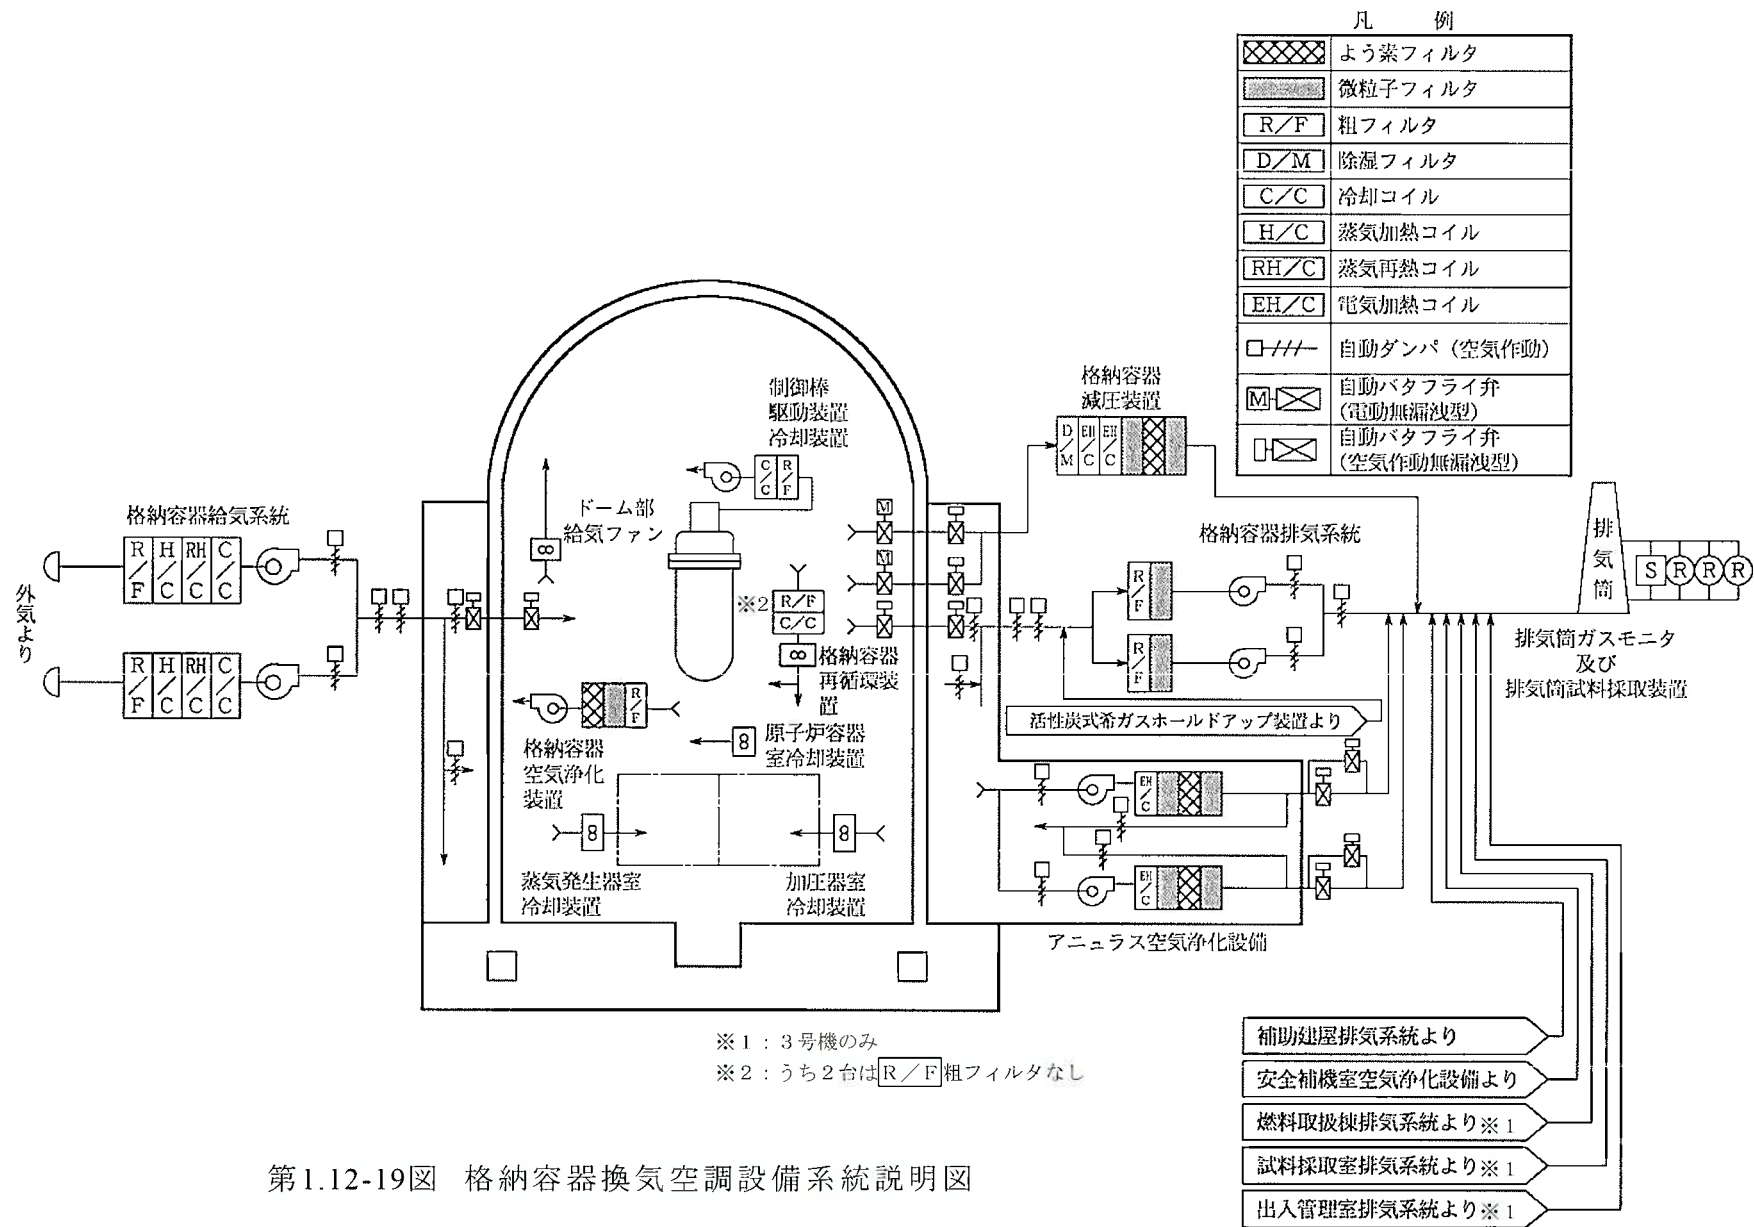 凡　例
よう素フィルタ
微粒子フィルタ
R/F 粗フィルタ
D/M 除湿フィルタ
C/C 冷却コイル
H/C 蒸気加熱コイル
RH/C 蒸気再熱コイル
EH/C 電気加熱コイル
自動ダンパ（空気作動）
M 自動バタフライ弁
(電動無漏洩型)
自動バタフライ弁
(空気作動無漏洩型)
格納容器
減圧装置
D/M EH/C EH/C
制御棒
駆動装置
冷却装置
C/C R/F
ドーム部
給気ファン
格納容器給気系統
R/F H/C RH/C C/C
外気より
R/F H/C RH/C C/C
M
M
※2 R/F
C/C
格納容器
再循環装
置
R/F
格納容器
空気浄化
装置
原子炉容器
室冷却装置
蒸気発生器室
冷却装置
加圧器室
冷却装置
格納容器排気系統
R/F
R/F
排気筒
S R R R
排気筒ガスモニタ
及び
排気筒試料採取装置
活性炭式希ガスホールドアップ装置より
EH/C
EH/C
アニュラス空気浄化設備
補助建屋排気系統より
安全補機室空気浄化設備より
燃料取扱棟排気系統より※1
試料採取室排気系統より※1
出入管理室排気系統より※1
※1：3号機のみ
※2：うち2台はR/F粗フィルタなし
第1.12-19図　格納容器換気空調設備系統説明図